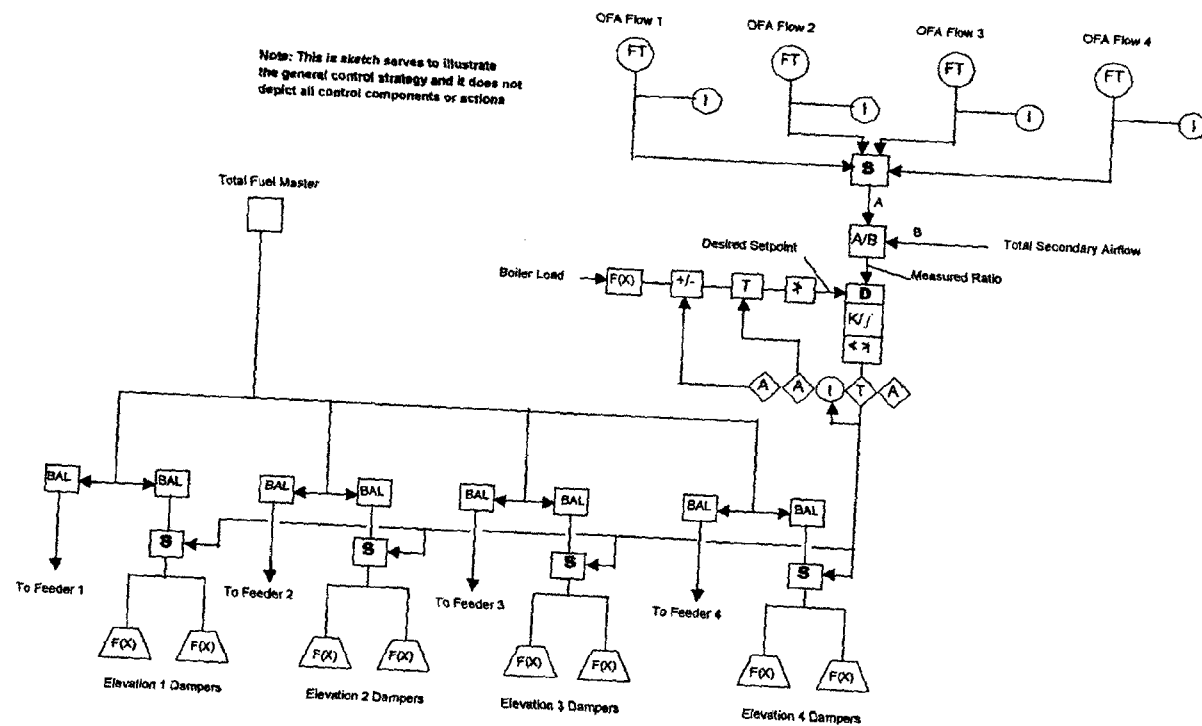 OFA Flow 1
OFA Flow 2
OFA Flow 3
OFA Flow 4
Note: This is sketch serves to illustrate
the general control strategy and it does not
depict all control components or actions
FT
FT
FT
FT
I
I
I
I
S
Total Fuel Master
A
A/B
B
Total Secondary Airflow
Desired Setpoint
Measured Ratio
Boiler Load
F(X)
+/-
T
≯
D
K/∫
≮ ≯
A
A
I
T
A
BAL
BAL
BAL
BAL
BAL
BAL
BAL
BAL
S
S
S
S
To Feeder 1
To Feeder 2
To Feeder 3
To Feeder 4
F(X)
F(X)
F(X)
F(X)
F(X)
F(X)
F(X)
F(X)
Elevation 1 Dampers
Elevation 2 Dampers
Elevation 3 Dampers
Elevation 4 Dampers